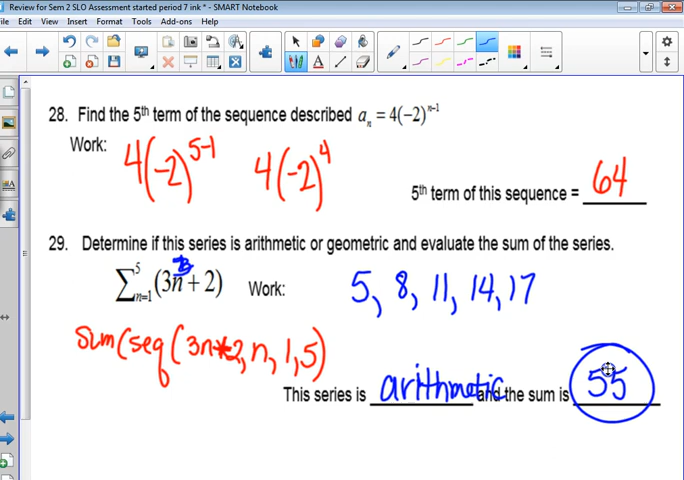 Review for Sem 2 SLO Assessment started period 7 ink * - SMART Notebook
File Edit View Insert Format Tools Add-ons Help
28. Find the 5th term of the sequence described aₙ = 4(−2)ⁿ⁻¹
Work: 4(-2)⁵⁻¹ 4(-2)⁴
5th term of this sequence = 64
29. Determine if this series is arithmetic or geometric and evaluate the sum of the series.
∑ₙ₌₁⁵ (3n + 2) Work: 5, 8, 11, 14, 17
sum(seq(3n+2, n, 1, 5)
This series is arithmetic and the sum is 55